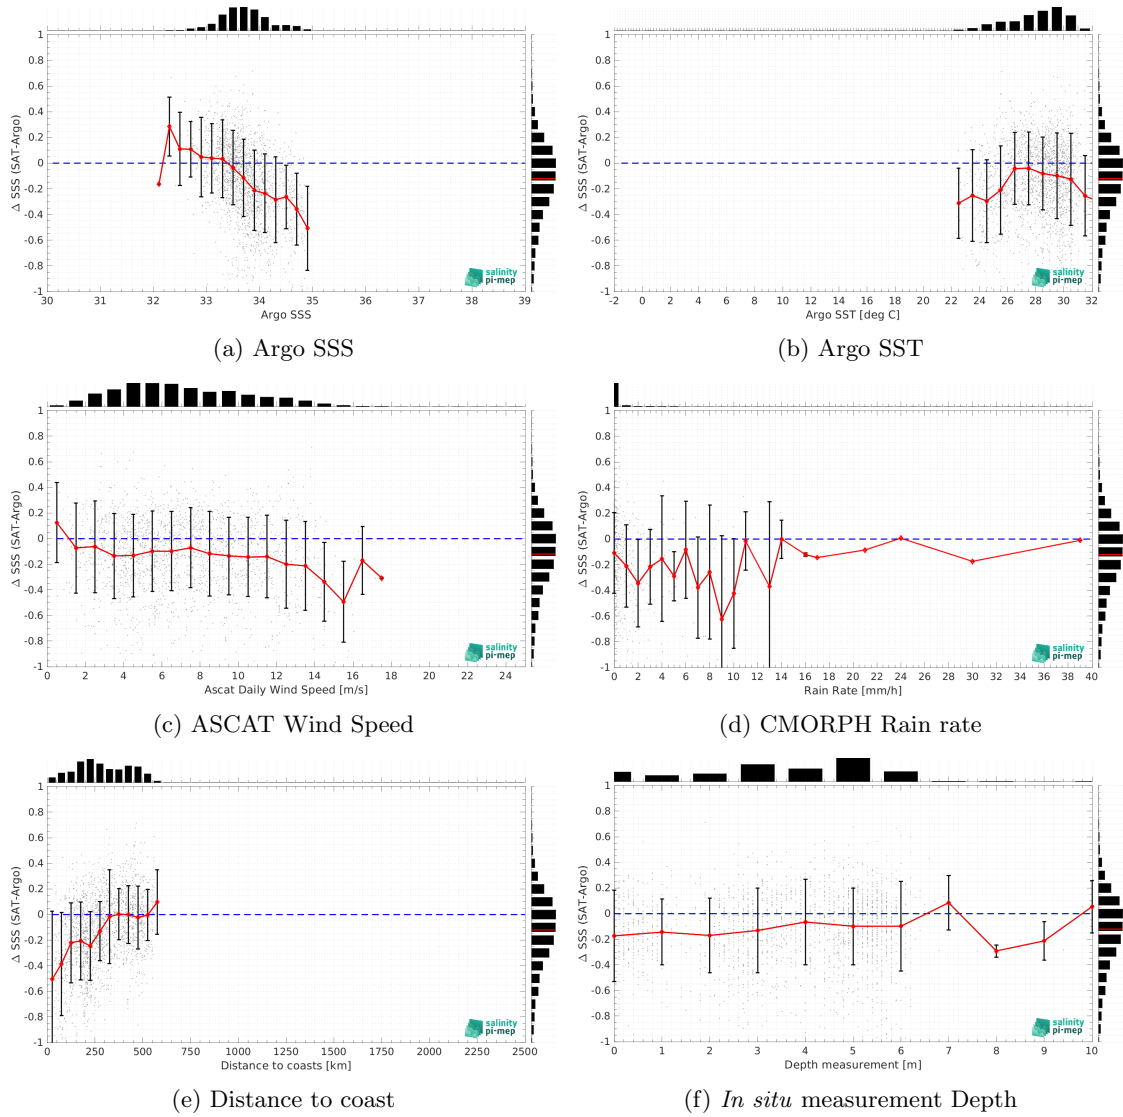 1
0.8
0.6
0.4
0.2
0
-0.2
-0.4
-0.6
-0.8
-1
Δ SSS (SAT-Argo)
30 31 32 33 34 35 36 37 38 39
Argo SSS
salinity
pi-mep
(a) Argo SSS
1
0.8
0.6
0.4
0.2
0
-0.2
-0.4
-0.6
-0.8
-1
Δ SSS (SAT-Argo)
-2 0 2 4 6 8 10 12 14 16 18 20 22 24 26 28 30 32
Argo SST [deg C]
salinity
pi-mep
(b) Argo SST
1
0.8
0.6
0.4
0.2
0
-0.2
-0.4
-0.6
-0.8
-1
Δ SSS (SAT-Argo)
0 2 4 6 8 10 12 14 16 18 20 22 24
Ascat Daily Wind Speed [m/s]
salinity
pi-mep
(c) ASCAT Wind Speed
1
0.8
0.6
0.4
0.2
0
-0.2
-0.4
-0.6
-0.8
-1
Δ SSS (SAT-Argo)
0 2 4 6 8 10 12 14 16 18 20 22 24 26 28 30 32 34 36 38 40
Rain Rate [mm/h]
salinity
pi-mep
(d) CMORPH Rain rate
1
0.8
0.6
0.4
0.2
0
-0.2
-0.4
-0.6
-0.8
-1
Δ SSS (SAT-Argo)
0 250 500 750 1000 1250 1500 1750 2000 2250 2500
Distance to coasts [km]
salinity
pi-mep
(e) Distance to coast
1
0.8
0.6
0.4
0.2
0
-0.2
-0.4
-0.6
-0.8
-1
Δ SSS (SAT-Argo)
0 1 2 3 4 5 6 7 8 9 10
Depth measurement [m]
salinity
pi-mep
(f) In situ measurement Depth